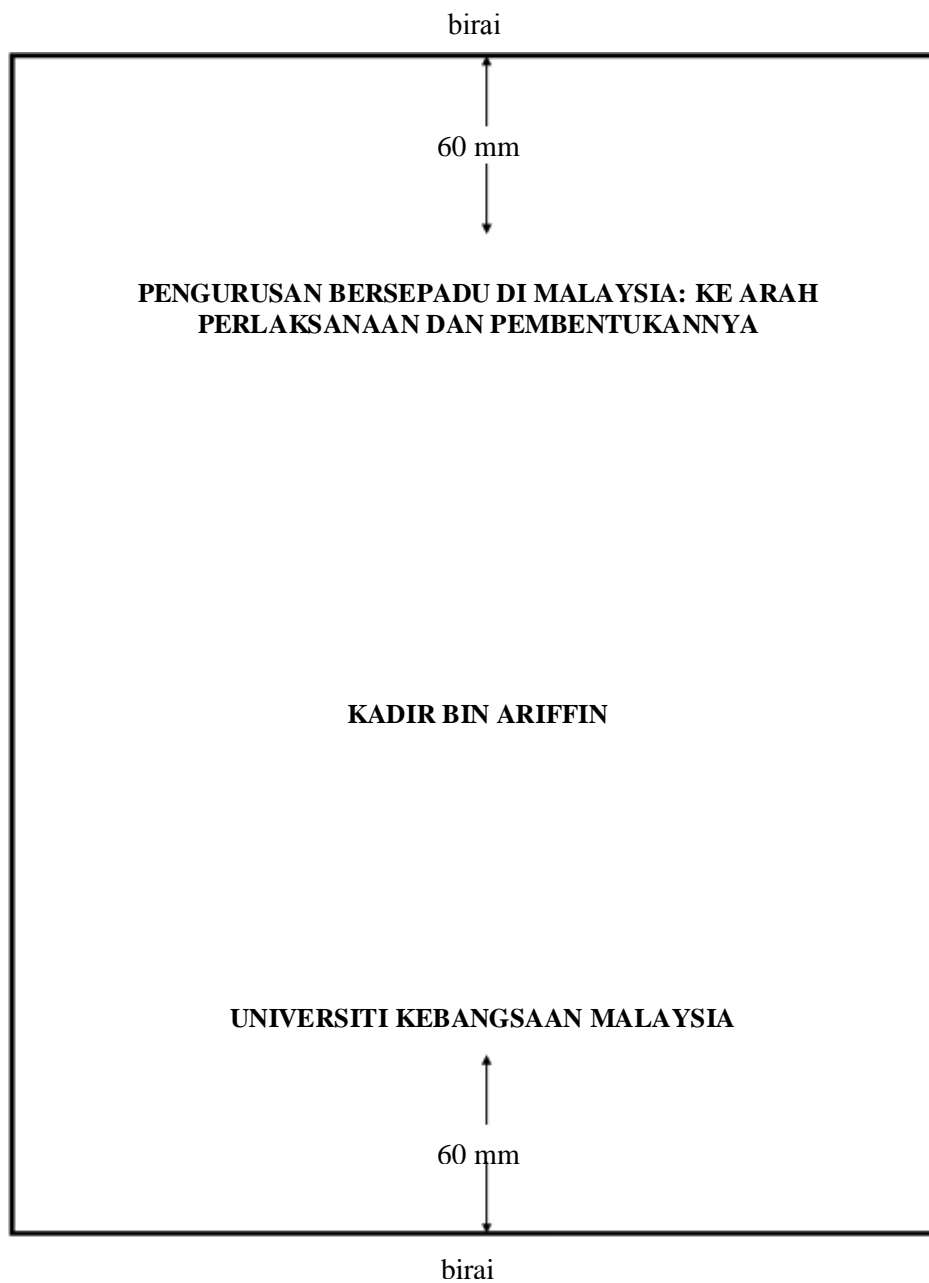 birai
60 mm
PENGURUSAN BERSEPADU DI MALAYSIA: KE ARAH
PERLAKSANAAN DAN PEMBENTUKANNYA
KADIR BIN ARIFFIN
UNIVERSITI KEBANGSAAN MALAYSIA
60 mm
birai